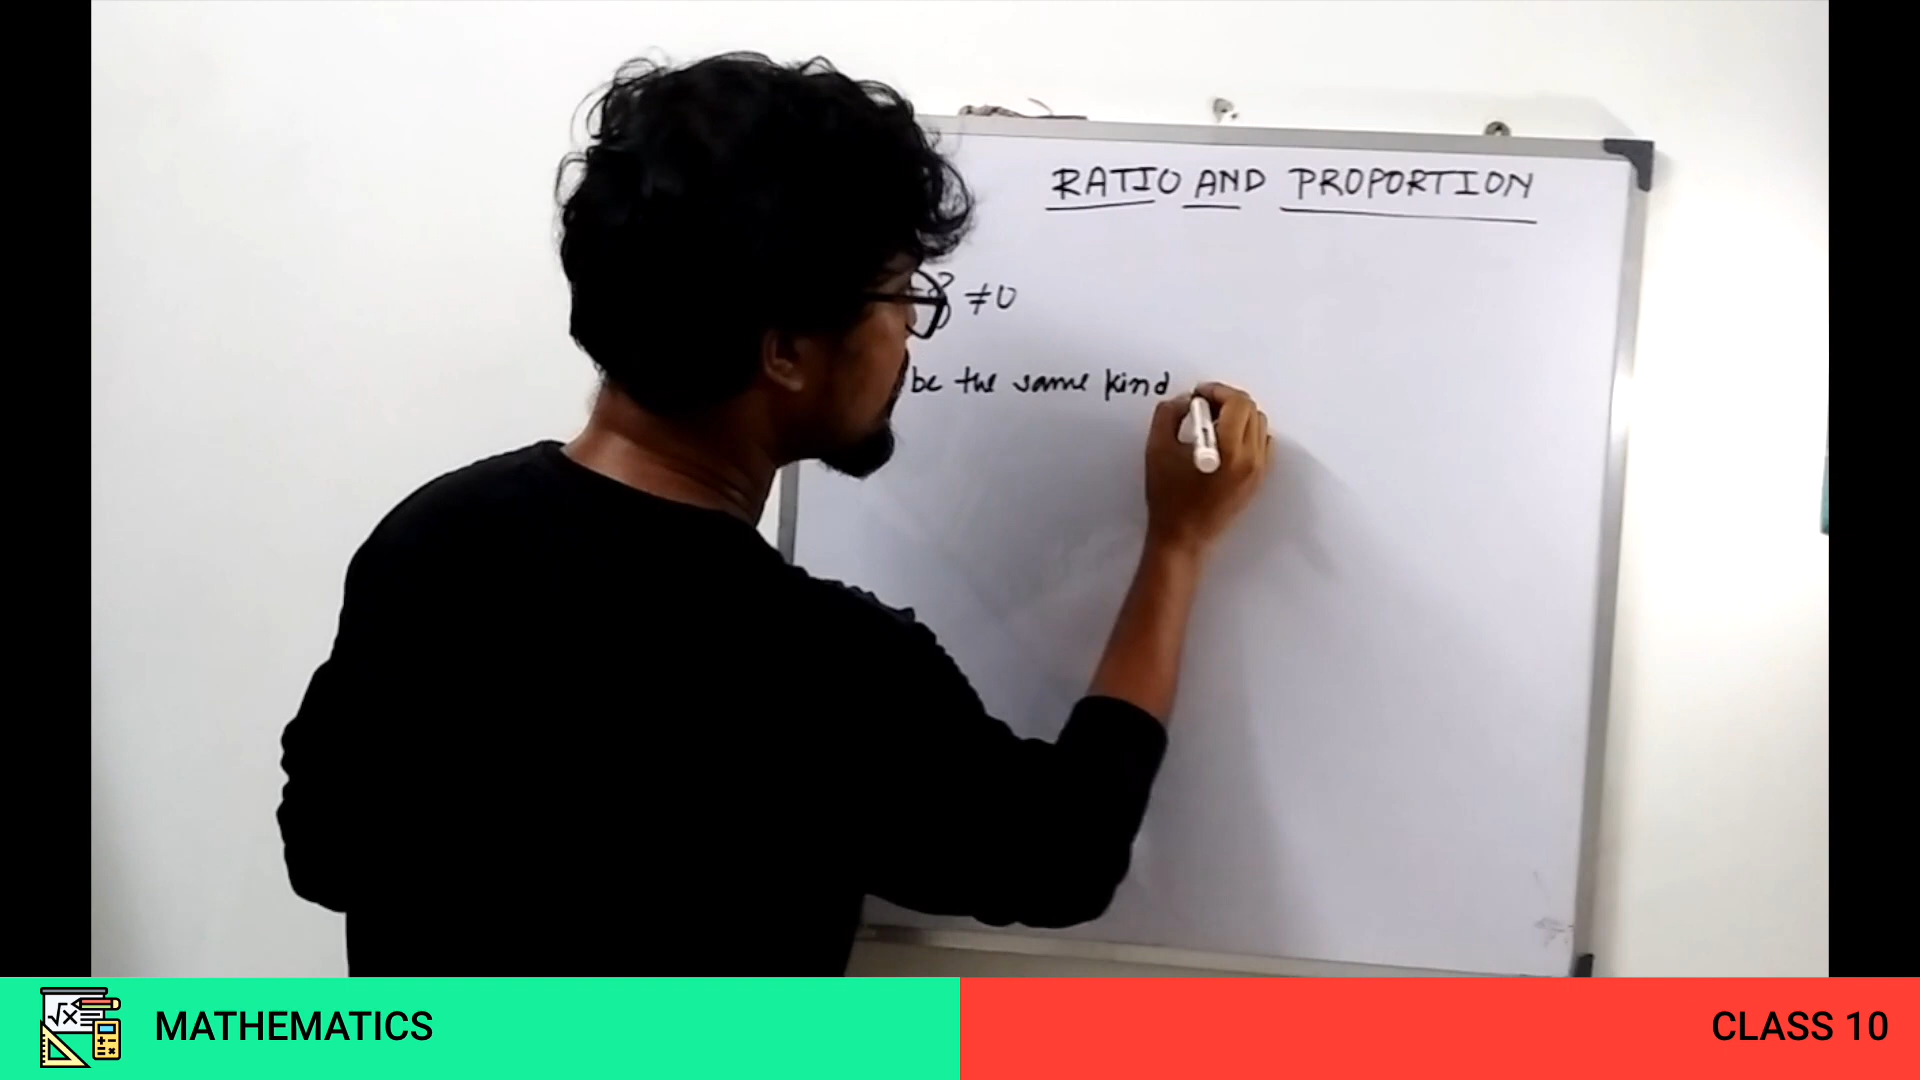 RATIO AND PROPORTION
≠0
be the same kind
√x
MATHEMATICS
CLASS 10